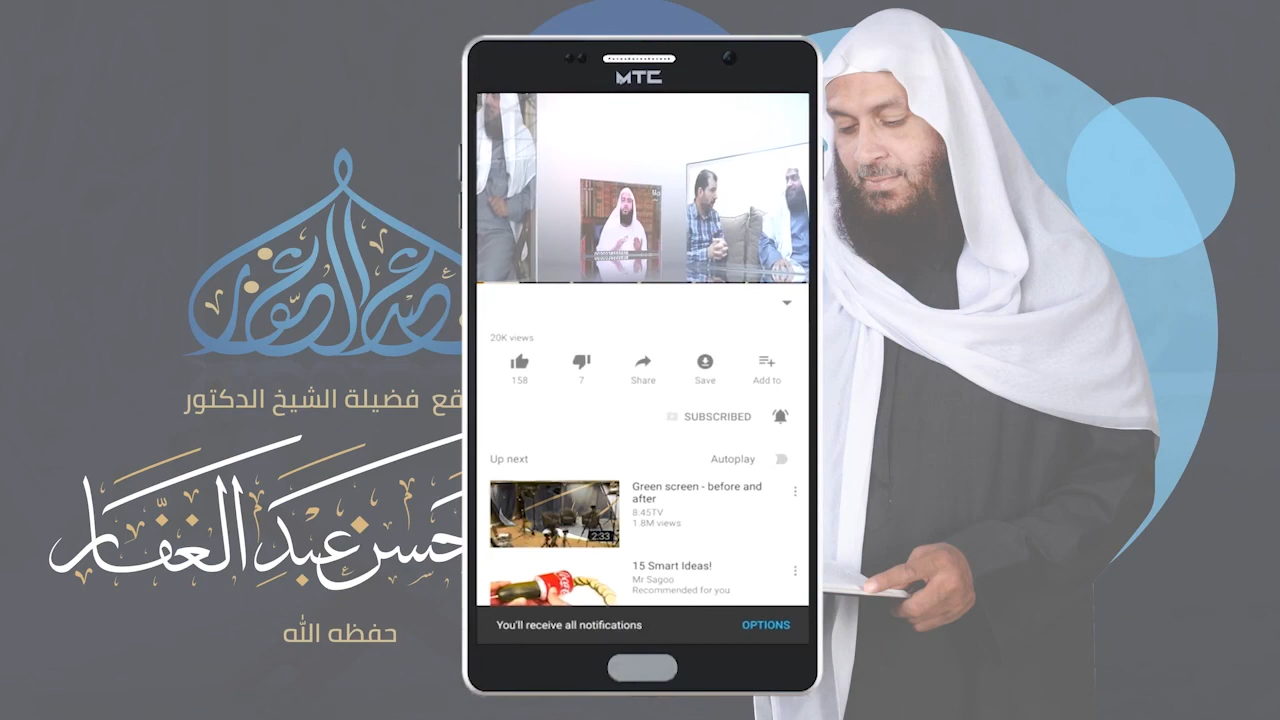 قع فضيلة الشيخ الدكتور
حسن عبد الغفار
حفظه الله
MTC
20K views
158
7
Share
Save
Add to
SUBSCRIBED
Up next
Autoplay
Green screen - before and
after
8:45TV
1.8M views
2:33
15 Smart Ideas!
Mr Sagoo
Recommended for you
You'll receive all notifications
OPTIONS